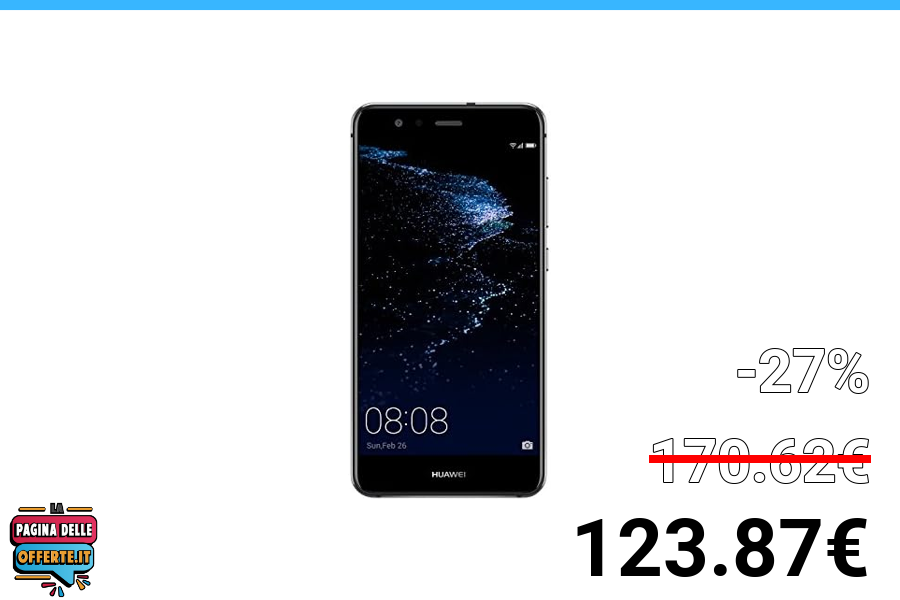 08:08
Sun,Feb 26
HUAWEI
-27%
170.62€
123.87€
LA
PAGINA DELLE
OFFERTE.IT